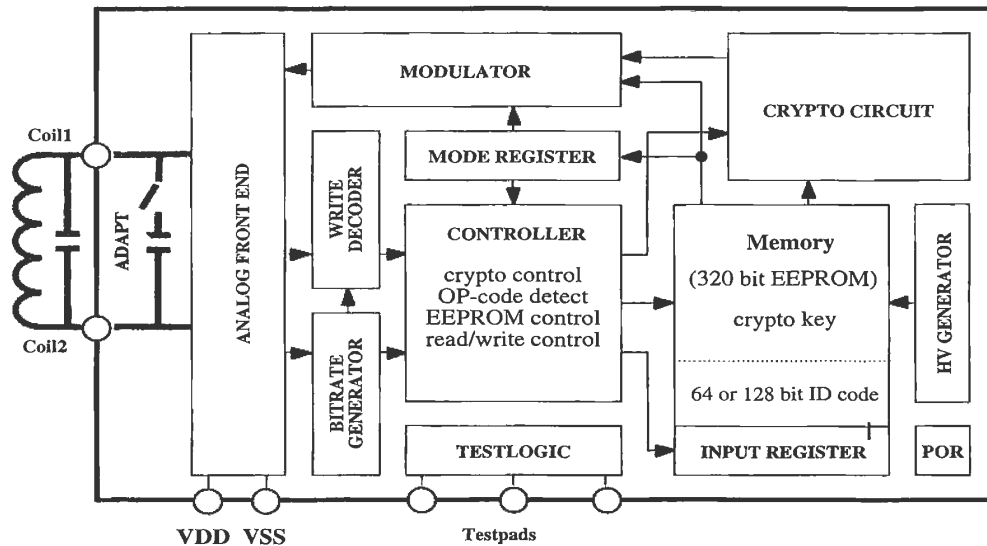 MODULATOR
CRYPTO CIRCUIT
Coil1
MODE REGISTER
ADAPT
ANALOG FRONT END
WRITE
DECODER
CONTROLLER
crypto control
OP-code detect
EEPROM control
read/write control
Memory
(320 bit EEPROM)
crypto key
64 or 128 bit ID code
HV GENERATOR
Coil2
BITRATE
GENERATOR
TESTLOGIC
INPUT REGISTER
POR
VDD VSS
Testpads